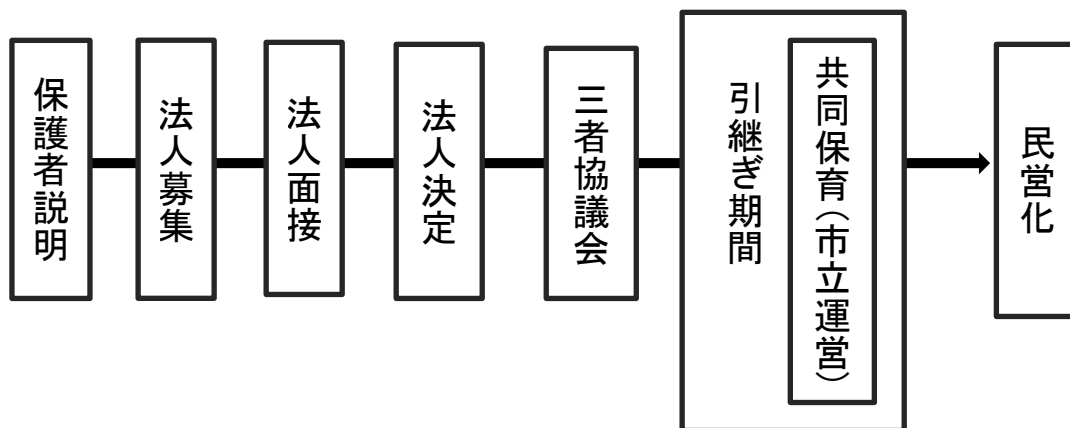 保護者説明
法人募集
法人面接
法人決定
三者協議会
引継ぎ期間
共同保育(市立運営)
民営化